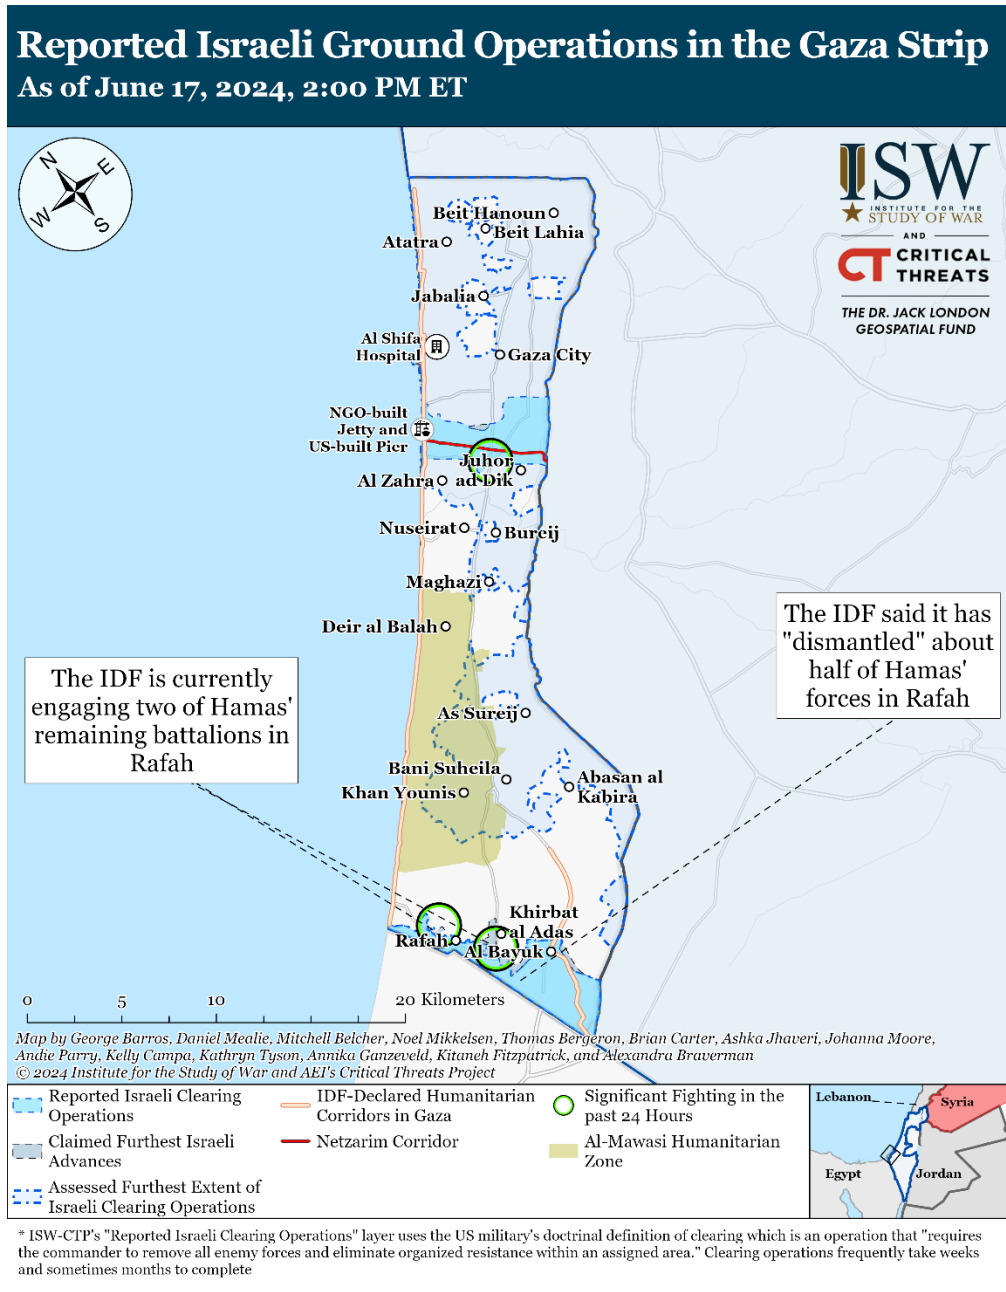 Reported Israeli Ground Operations in the Gaza Strip
As of June 17, 2024, 2:00 PM ET
N
E
W
S
ISW
INSTITUTE FOR THE
STUDY OF WAR
AND
CT CRITICAL
THREATS
THE DR. JACK LONDON
GEOSPATIAL FUND
Beit Hanoun
Beit Lahia
Atatra
Jabalia
Al Shifa
Hospital
Gaza City
NGO-built
Jetty and
US-built Pier
Juhor
ad Dik
Al Zahra
Nuseirat
Bureij
Maghazi
Deir al Balah
The IDF said it has
"dismantled" about
half of Hamas'
forces in Rafah
The IDF is currently
engaging two of Hamas'
remaining battalions in
Rafah
As Sureij
Bani Suheila
Khan Younis
Abasan al
Kabira
Khirbat
al Adas
Rafah
Al Bayuk
0
5
10
20 Kilometers
Map by George Barros, Daniel Mealie, Mitchell Belcher, Noel Mikkelsen, Thomas Bergeron, Brian Carter, Ashka Jhaveri, Johanna Moore,
Andie Parry, Kelly Campa, Kathryn Tyson, Annika Ganzeveld, Kitaneh Fitzpatrick, and Alexandra Braverman
© 2024 Institute for the Study of War and AEI's Critical Threats Project
Reported Israeli Clearing
Operations
Claimed Furthest Israeli
Advances
Assessed Furthest Extent of
Israeli Clearing Operations
IDF-Declared Humanitarian
Corridors in Gaza
Netzarim Corridor
Significant Fighting in the
past 24 Hours
Al-Mawasi Humanitarian
Zone
Lebanon
Syria
Egypt
Jordan
* ISW-CTP's "Reported Israeli Clearing Operations" layer uses the US military's doctrinal definition of clearing which is an operation that "requires
the commander to remove all enemy forces and eliminate organized resistance within an assigned area." Clearing operations frequently take weeks
and sometimes months to complete